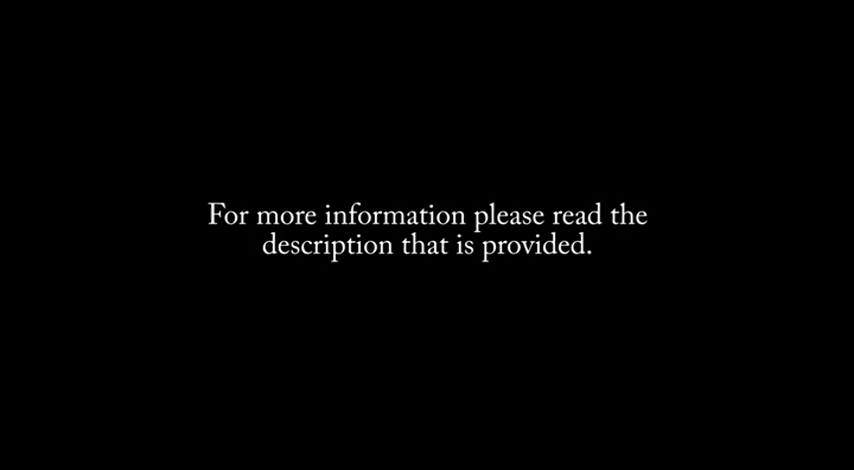 For more information please read the
description that is provided.